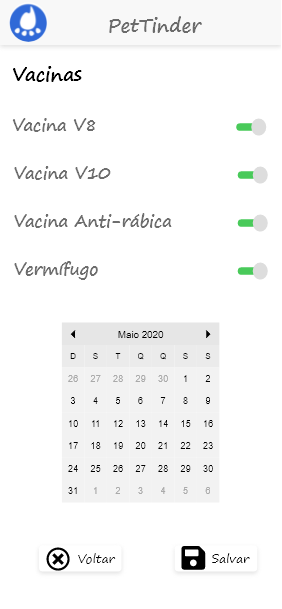 PetTinder
Vacinas
Vacina V8
Vacina V10
Vacina Anti-rábica
Vermífugo
Maio 2020
D S T Q Q S S
26 27 28 29 30 1 2
3 4 5 6 7 8 9
10 11 12 13 14 15 16
17 18 19 20 21 22 23
24 25 26 27 28 29 30
31 1 2 3 4 5 6
Voltar Salvar